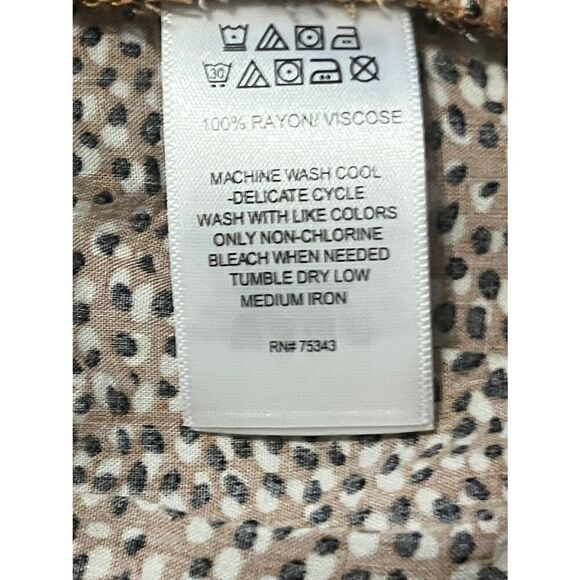 30
100% RAYON/ VISCOSE
MACHINE WASH COOL
-DELICATE CYCLE
WASH WITH LIKE COLORS
ONLY NON-CHLORINE
BLEACH WHEN NEEDED
TUMBLE DRY LOW
MEDIUM IRON
RN# 75343